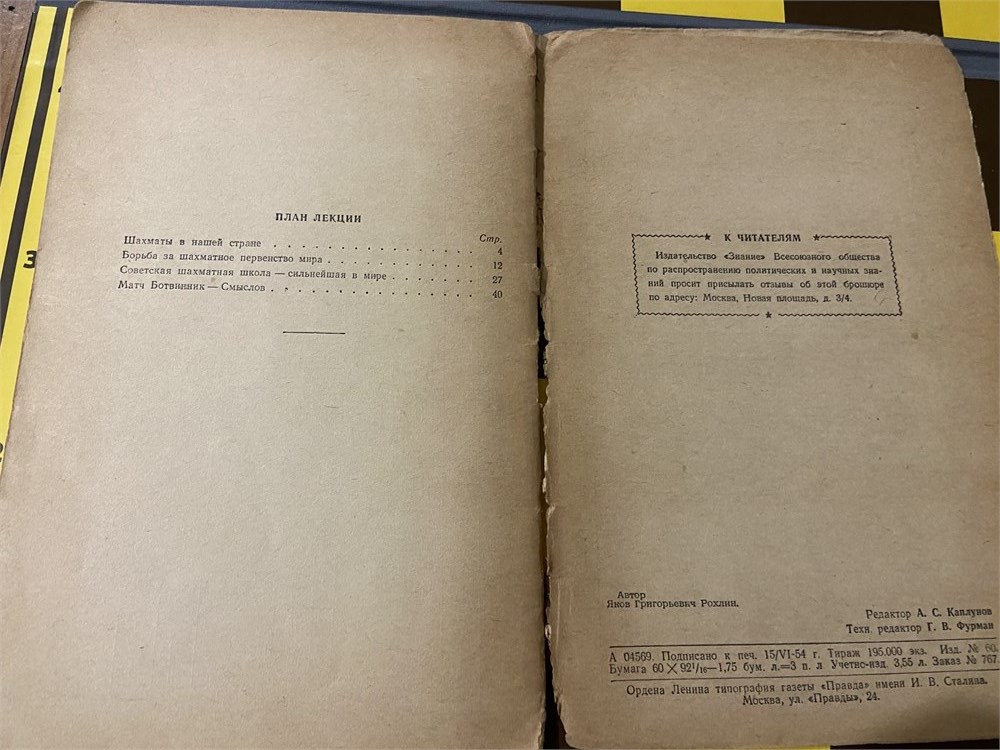 ПЛАН ЛЕКЦИИ
Стр.
Шахматы в нашей стране . . . . . . . . . . . . . . . 4
Борьба за шахматное первенство мира . . . . . . . . . . . 12
Советская шахматная школа — сильнейшая в мире . . . . . . . 27
Матч Ботвинник — Смыслов . . . . . . . . . . . . . . . 40
К ЧИТАТЕЛЯМ
Издательство «Знание» Всесоюзного общества
по распространению политических и научных зна-
ний просит присылать отзывы об этой брошюре
по адресу: Москва, Новая площадь, д. 3/4.
Автор
Яков Григорьевич Рохлин.
Редактор А. С. Каплунов
Техн. редактор Г. В. Фурман
А 04569. Подписано к печ. 15/VI-54 г. Тираж 195.000 экз. Изд. № 60.
Бумага 60 × 92 1/16—1,75 бум. л.=3 п. л Учетно-изд. 3,55 л. Заказ № 767.
Ордена Ленина типография газеты «Правда» имени И. В. Сталина.
Москва, ул. «Правды», 24.
3